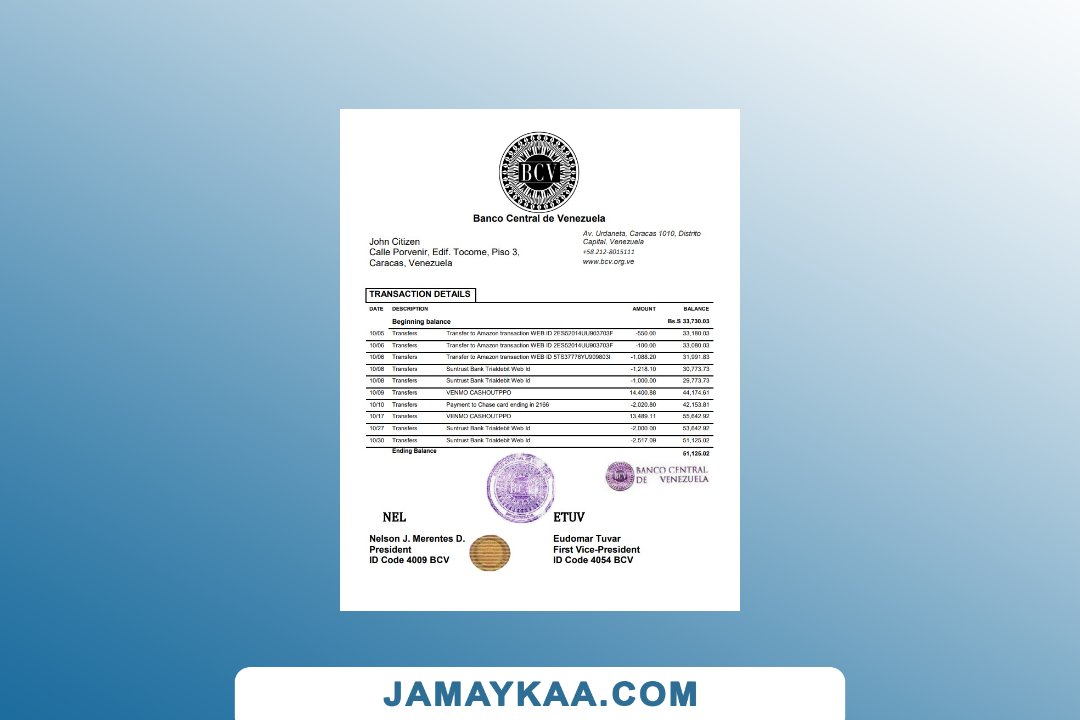 BCV
Banco Central de Venezuela
Av. Urdaneta, Caracas 1010, Distrito
Capital, Venezuela
+58.212-8015111
www.bcv.org.ve
John Citizen
Calle Porvenir, Edif. Tocome, Piso 3,
Caracas, Venezuela
TRANSACTION DETAILS
DATE DESCRIPTION AMOUNT BALANCE
Beginning balance Bs.S 33,730.03
10/05 Transfers Transfer to Amazon transaction WEB ID 2ES52014UU903703F -550.00 33,180.03
10/06 Transfers Transfer to Amazon transaction WEB ID 2ES52014UU903703F -100.00 33,080.03
10/06 Transfers Transfer to Amazon transaction WEB ID 5TS37776YU909803I -1,088.20 31,991.83
10/08 Transfers Suntrust Bank Trialdebit Web Id -1,218.10 30,773.73
10/08 Transfers Suntrust Bank Trialdebit Web Id -1,000.00 29,773.73
10/09 Transfers VENMO CASHOUTPPD 14,400.88 44,174.61
10/10 Transfers Payment to Chase card ending in 2166 -2,020.80 42,153.81
10/17 Transfers VENMO CASHOUTPPD 13,489.11 55,642.92
10/27 Transfers Suntrust Bank Trialdebit Web Id -2,000.00 53,642.92
10/30 Transfers Suntrust Bank Trialdebit Web Id -2,517.09 51,125.02
Ending Balance 51,125.02
BANCO CENTRAL
DE VENEZUELA
NEL ETUV
Nelson J. Merentes D. Eudomar Tuvar
President First Vice-President
ID Code 4009 BCV ID Code 4054 BCV
JAMAYKAA.COM